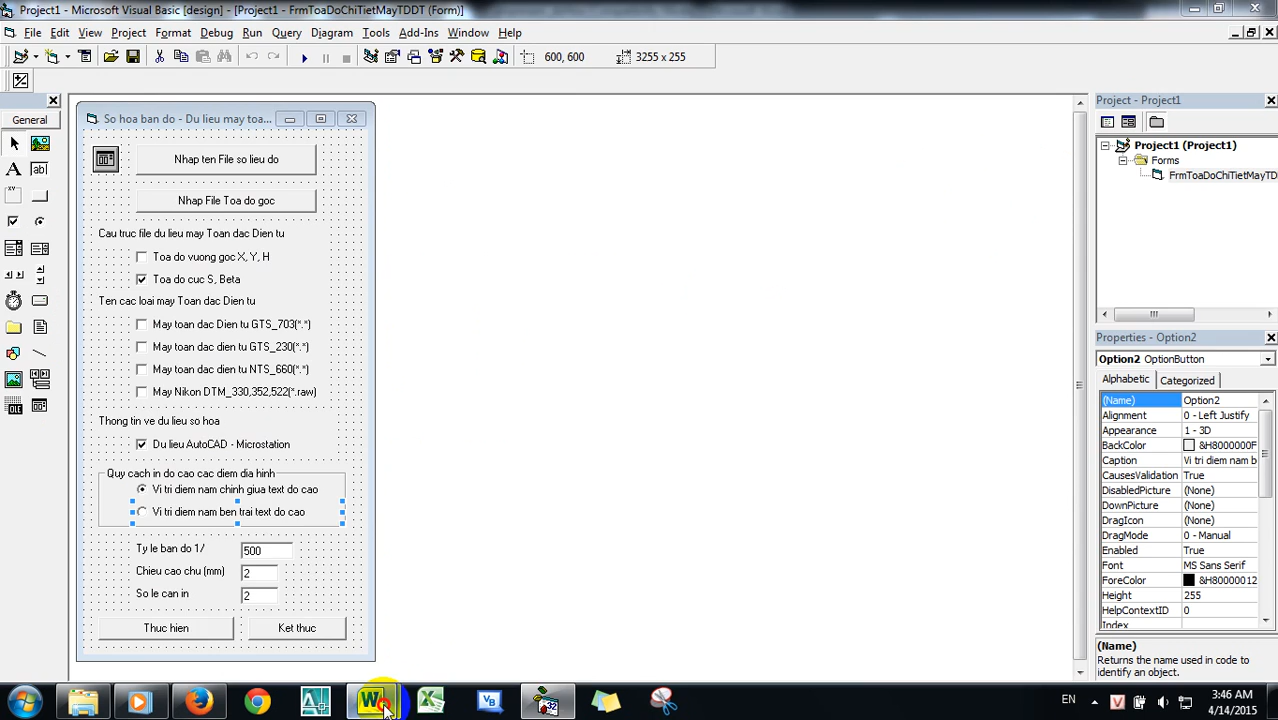 Project1 - Microsoft Visual Basic [design] - [Project1 - FrmToaDoChiTietMayTDDT (Form)]
File Edit View Project Format Debug Run Query Diagram Tools Add-Ins Window Help
600, 600 3255 x 255
General
So hoa ban do - Du lieu may toa...
Nhap ten File so lieu do
Nhap File Toa do goc
Cau truc file du lieu may Toan dac Dien tu
Toa do vuong goc X, Y, H
Toa do cuc S, Beta
Ten cac loai may Toan dac Dien tu
May toan dac Dien tu GTS_703(*.*)
May toan dac dien tu GTS_230(*.*)
May toan dac dien tu NTS_660(*.*)
May Nikon DTM_330,352,522(*.raw)
Thong tin ve du lieu so hoa
Du lieu AutoCAD - Microstation
Quy cach in do cao cac diem dia hinh
Vi tri diem nam chinh giua text do cao
Vi tri diem nam ben trai text do cao
Ty le ban do 1/ 500
Chieu cao chu (mm) 2
So le can in 2
Thuc hien Ket thuc
Project - Project1
Project1 (Project1)
Forms
FrmToaDoChiTietMayTD
Properties - Option2
Option2 OptionButton
Alphabetic Categorized
(Name) Option2
Alignment 0 - Left Justify
Appearance 1 - 3D
BackColor &H8000000F
Caption Vi tri diem nam b
CausesValidation True
DisabledPicture (None)
DownPicture (None)
DragIcon (None)
DragMode 0 - Manual
Enabled True
Font MS Sans Serif
ForeColor &H80000012
Height 255
HelpContextID 0
Index
(Name)
Returns the name used in code to
identify an object.
EN
3:46 AM
4/14/2015